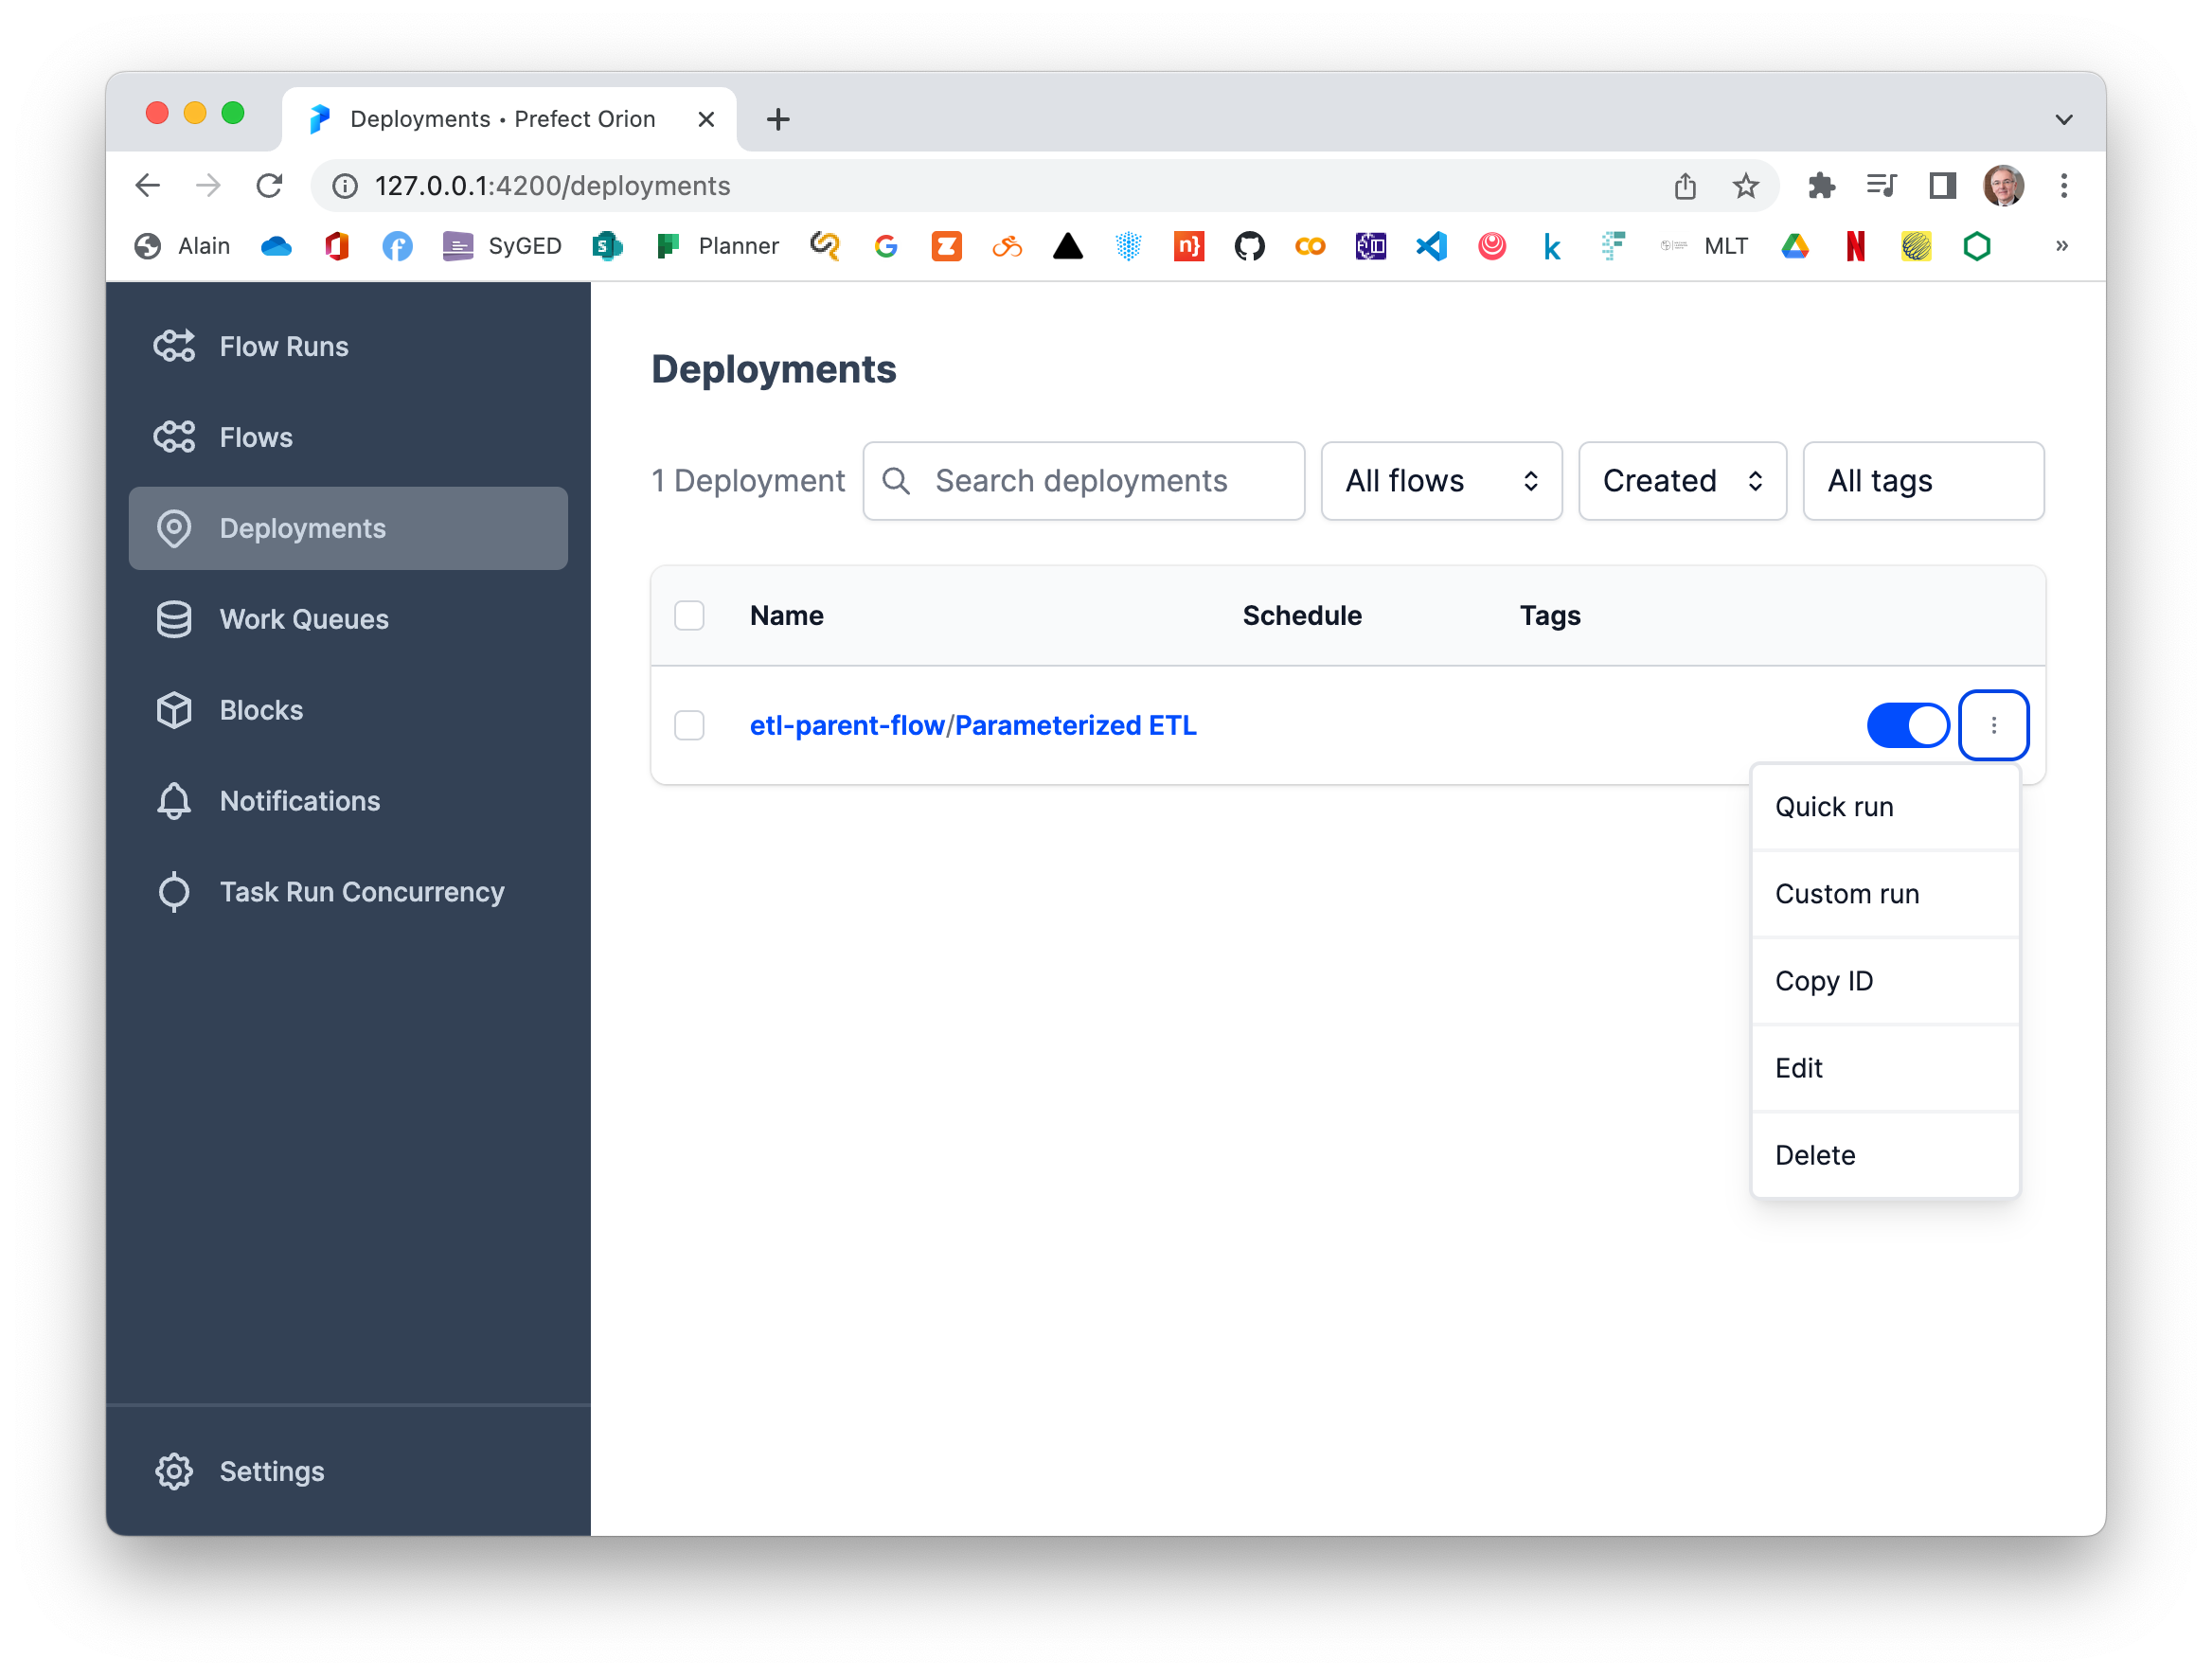 Deployments • Prefect Orion
127.0.0.1:4200/deployments
Alain
SyGED
Planner
MLT
Flow Runs
Flows
Deployments
Work Queues
Blocks
Notifications
Task Run Concurrency
Settings
Deployments
1 Deployment
Search deployments
All flows
Created
All tags
Name Schedule Tags
etl-parent-flow/Parameterized ETL
Quick run
Custom run
Copy ID
Edit
Delete